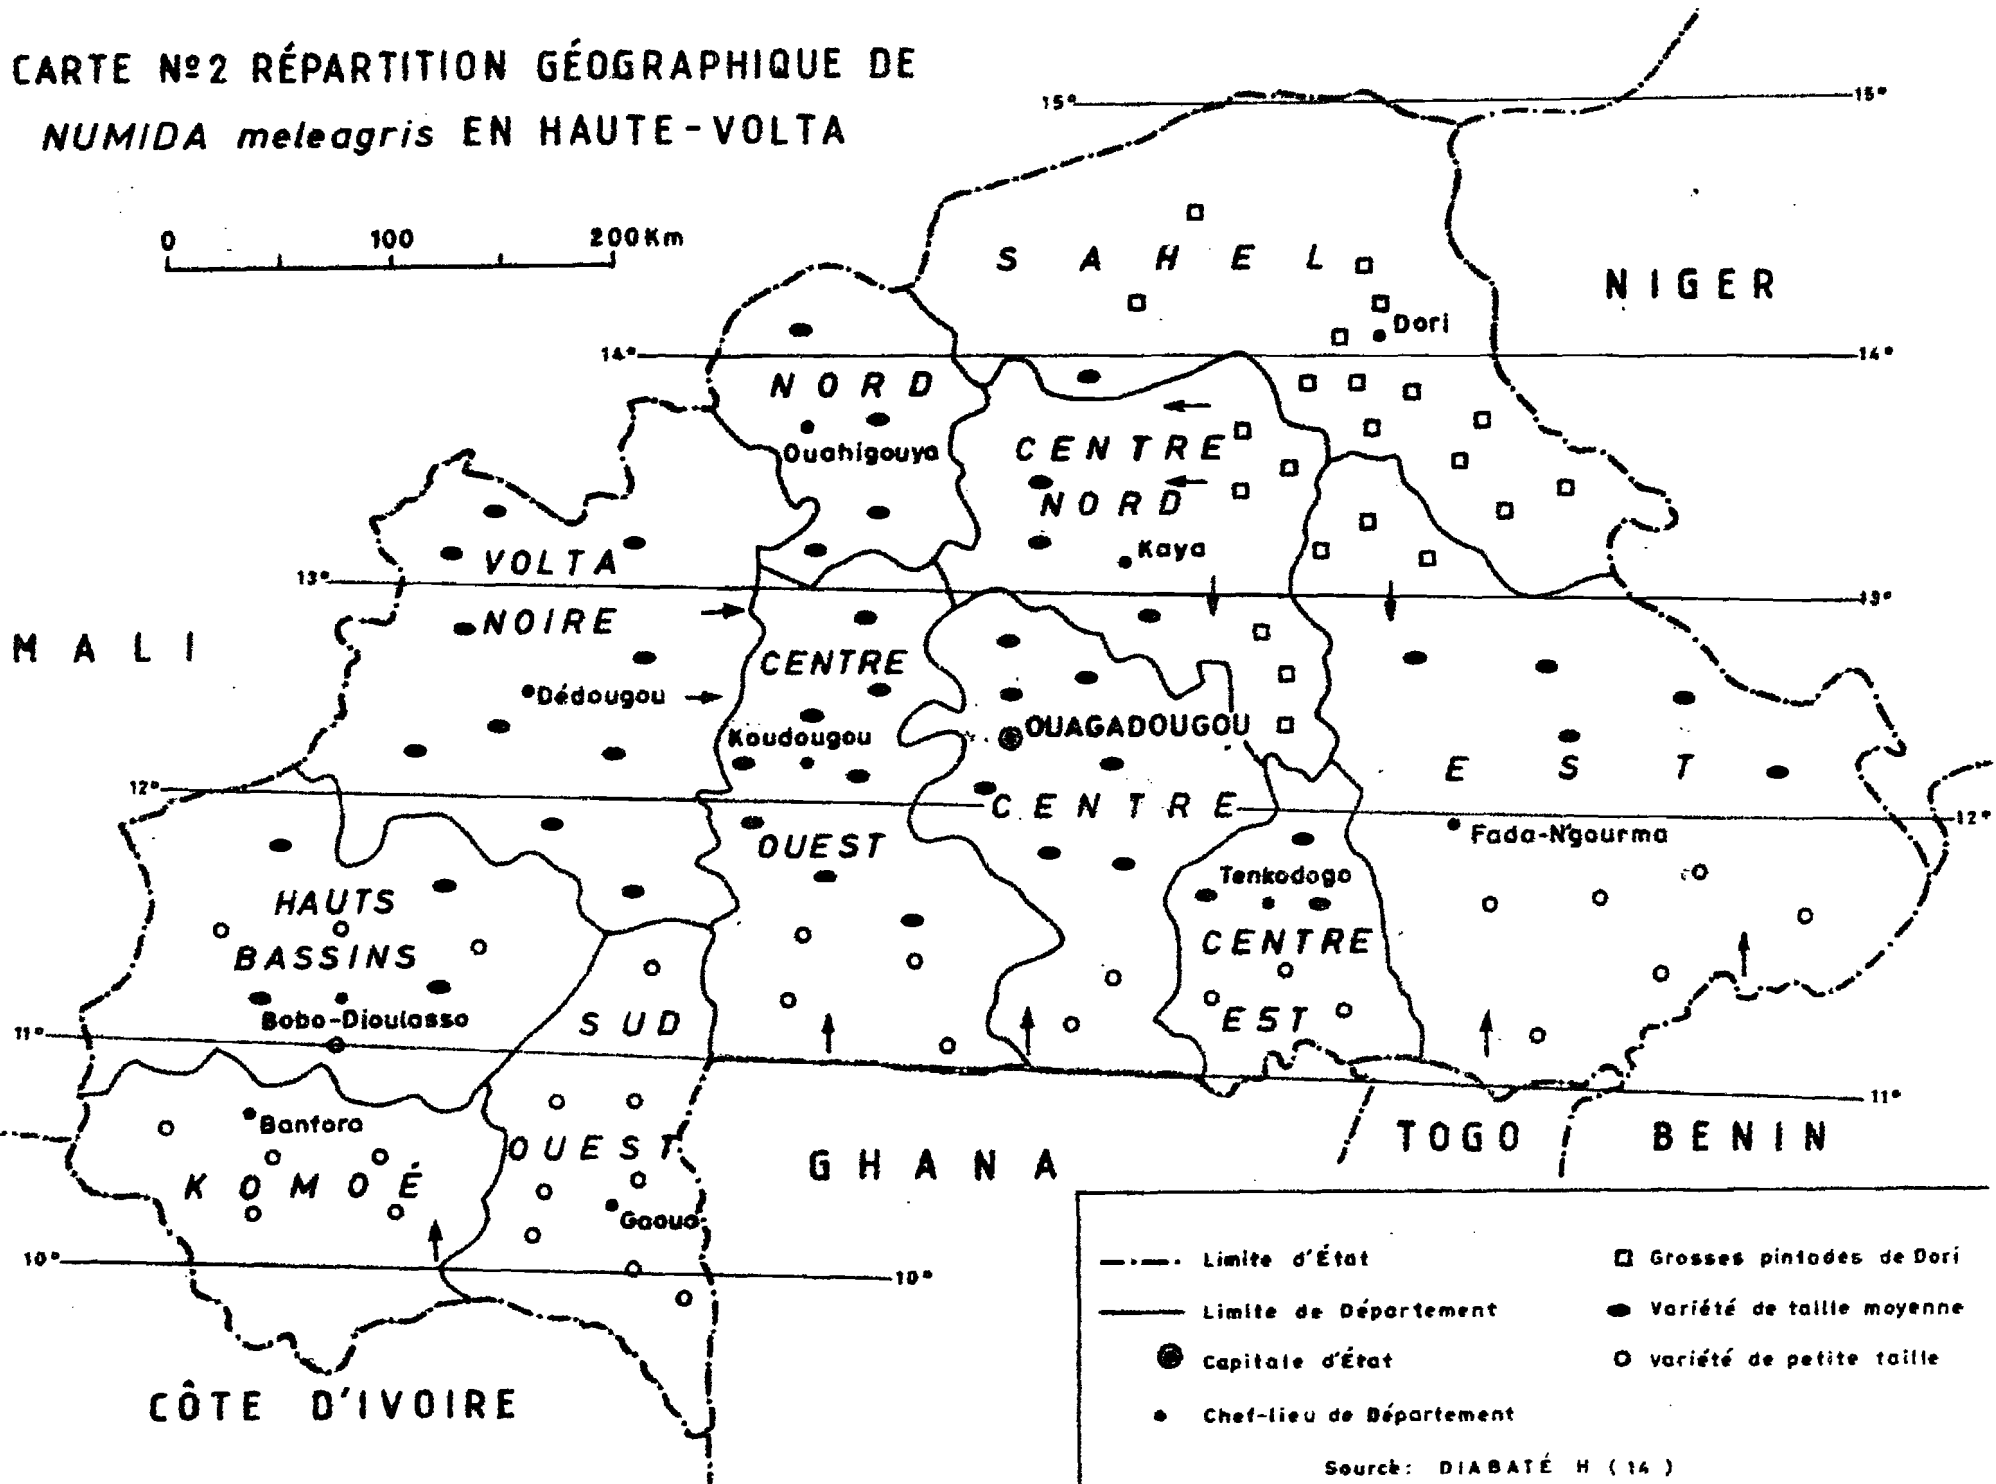 CARTE Nº2 RÉPARTITION GÉOGRAPHIQUE DE
NUMIDA meleagris EN HAUTE-VOLTA
0 100 200Km
15° 15°
SAHEL
NIGER
Dori
14° 14°
NORD
Ouahigouya
CENTRE
NORD
Kaya
VOLTA
13° 13°
NOIRE
MALI
CENTRE
Dédougou
Koudougou
OUAGADOUGOU
EST
12° 12°
CENTRE
OUEST
Fada-N'gourma
Tenkodogo
HAUTS
BASSINS
CENTRE
EST
Bobo-Dioulasso
SUD
11° 11°
Banfora
OUEST
KOMOÉ
Gaoua
GHANA
TOGO
BENIN
10° 10°
CÔTE D'IVOIRE
Limite d'État
Limite de Département
Capitale d'État
Chef-lieu de Département
Grosses pintades de Dori
Variété de taille moyenne
Variété de petite taille
Source: DIABATÉ H (14)